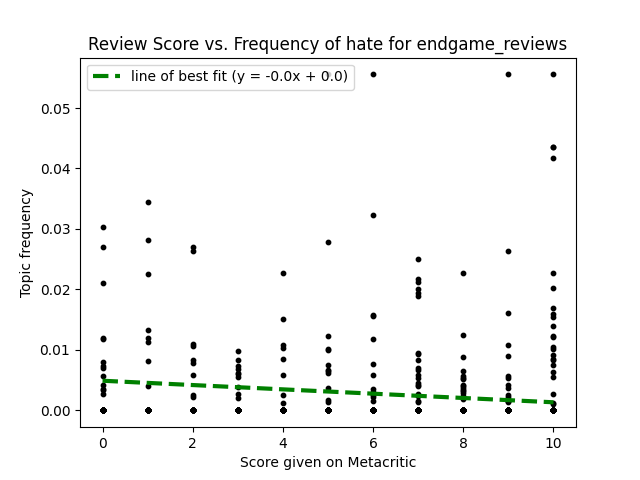 Review Score vs. Frequency of hate for endgame_reviews
line of best fit (y = -0.0x + 0.0)
0.05
0.04
0.03
0.02
0.01
0.00
Topic frequency
0 2 4 6 8 10
Score given on Metacritic